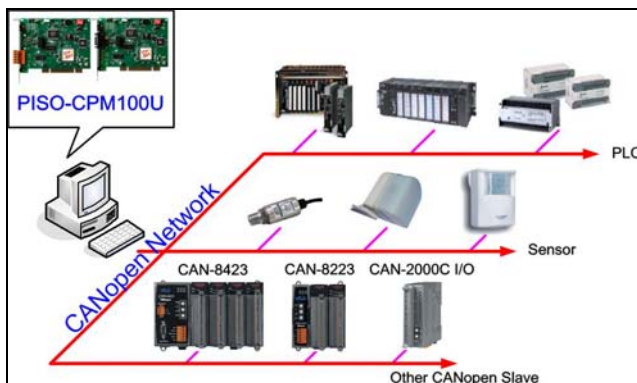 PISO-CPM100U
PLC
CANopen Network
Sensor
CAN-8423 CAN-8223 CAN-2000C I/O
Other CANopen Slave